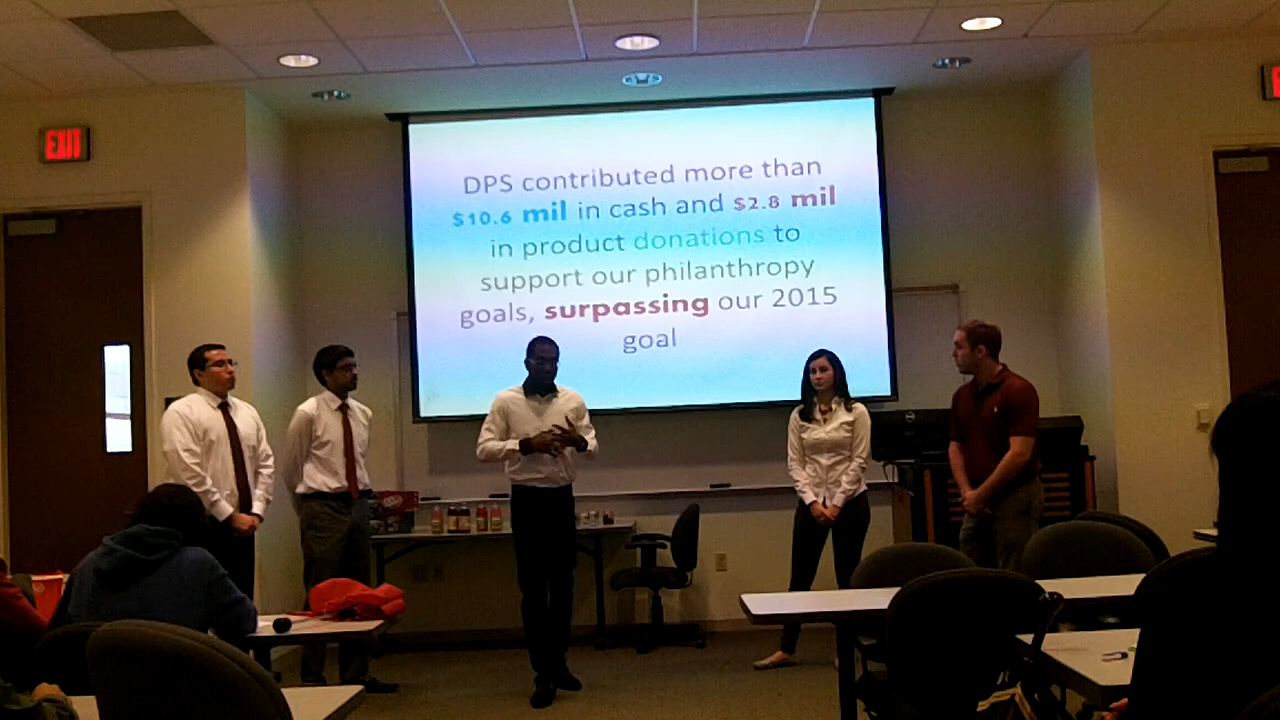 EXIT
DPS contributed more than
$10.6 mil in cash and $2.8 mil
in product donations to
support our philanthropy
goals, surpassing our 2015
goal